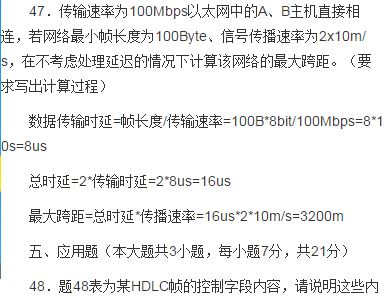 47．传输速率为100Mbps以太网中的A、B主机直接相
连，若网络最小帧长度为100Byte、信号传播速率为2x10m/
s，在不考虑处理延迟的情况下计算该网络的最大跨距。（要
求写出计算过程）
数据传输时延=帧长度/传输速率=100B*8bit/100Mbps=8*1
0s=8us
总时延=2*传输时延=2*8us=16us
最大跨距=总时延*传播速率=16us*2*10m/s=3200m
五、应用题（本大题共3小题，每小题7分，共21分）
48．题48表为某HDLC帧的控制字段内容，请说明这些内